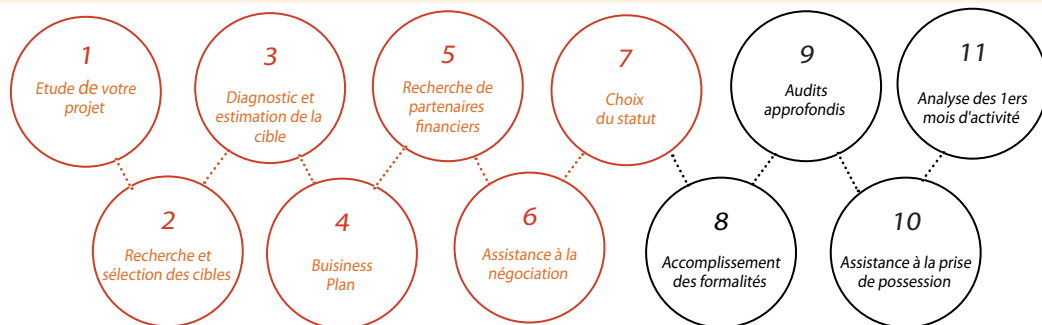 1
Etude de votre
projet
2
Recherche et
sélection des cibles
3
Diagnostic et
estimation de la
cible
4
Buisiness
Plan
5
Recherche de
partenaires
financiers
6
Assistance à la
négociation
7
Choix
du statut
8
Accomplissement
des formalités
9
Audits
approfondis
10
Assistance à la prise
de possession
11
Analyse des 1ers
mois d'activité